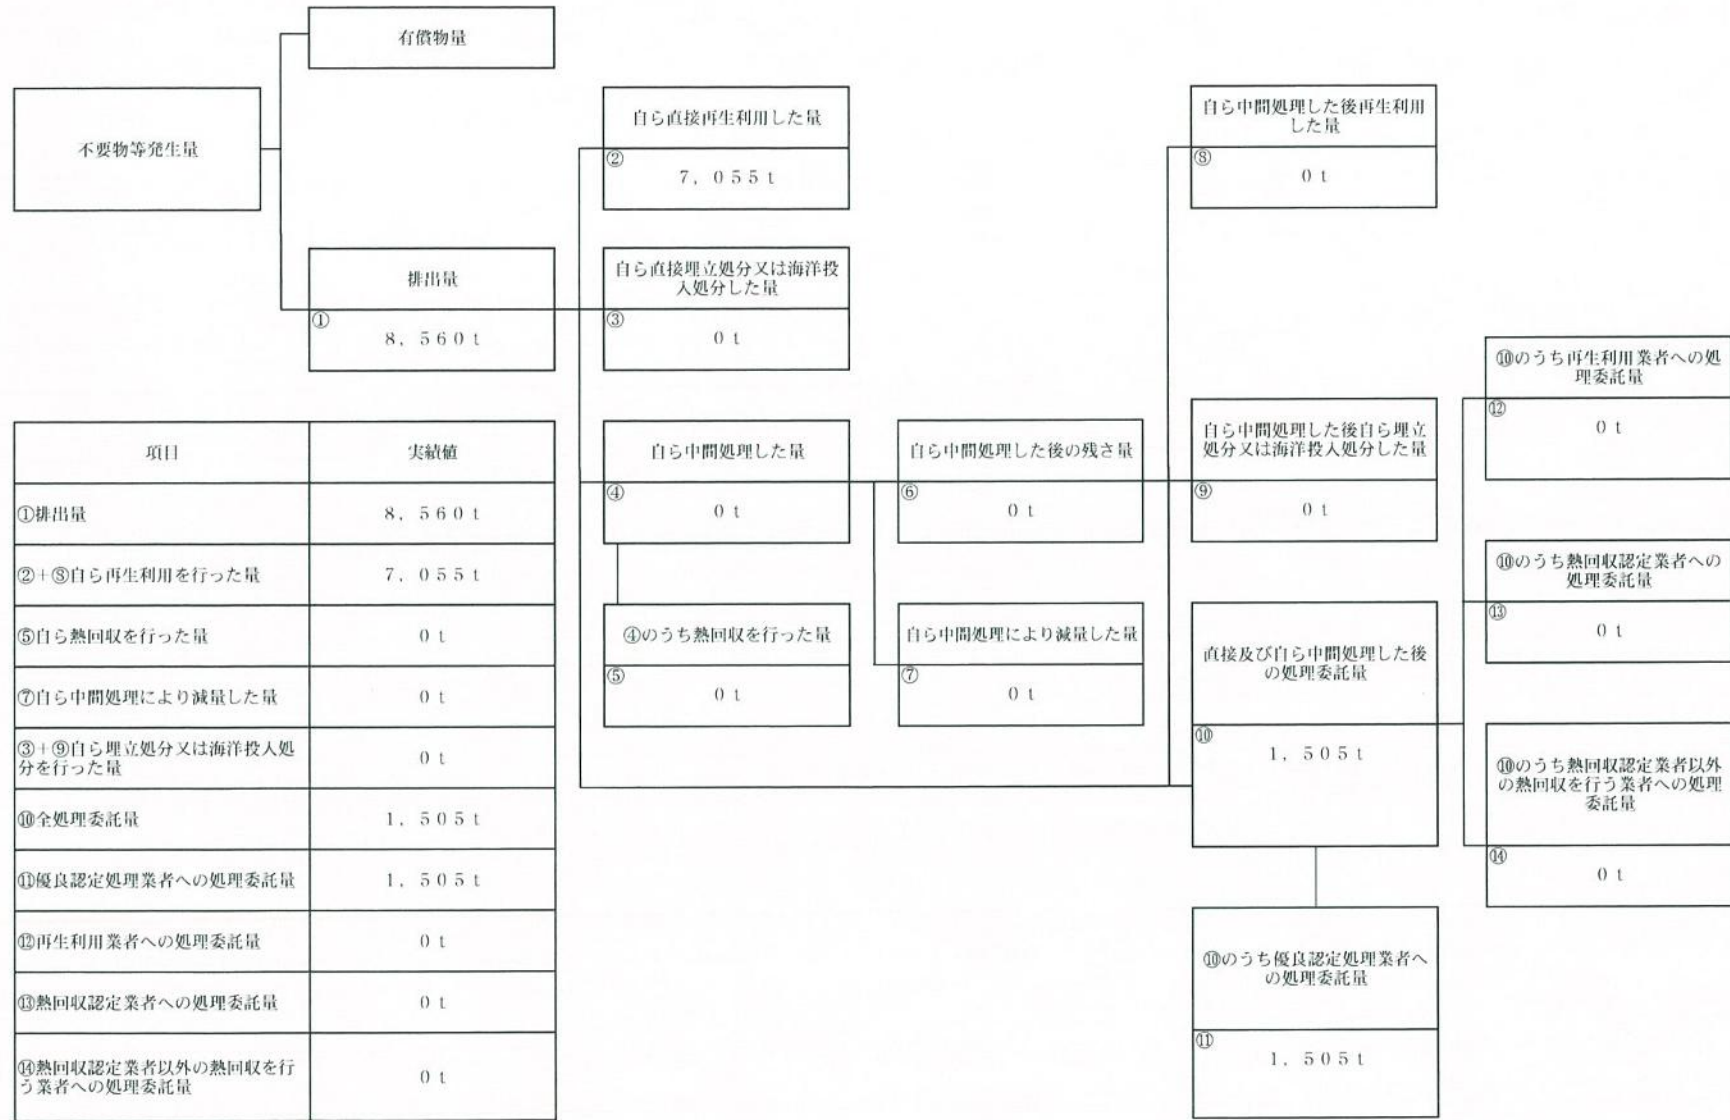 有償物量
不要物等発生量
自ら直接再生利用した量
②
7,055t
自ら中間処理した後再生利用
した量
⑧
0t
排出量
①
8,560t
自ら直接埋立処分又は海洋投
入処分した量
③
0t
自ら中間処理した量
④
0t
自ら中間処理した後の残さ量
⑥
0t
自ら中間処理した後自ら埋立
処分又は海洋投入処分した量
⑨
0t
⑩のうち再生利用業者への処
理委託量
⑫
0t
④のうち熱回収を行った量
⑤
0t
自ら中間処理により減量した量
⑦
0t
直接及び自ら中間処理した後
の処理委託量
⑩
1,505t
⑩のうち熱回収認定業者への
処理委託量
⑬
0t
⑩のうち熱回収認定業者以外
の熱回収を行う業者への処理
委託量
⑭
0t
⑩のうち優良認定処理業者へ
の処理委託量
⑪
1,505t
項目 実績値
①排出量 8,560t
②+⑧自ら再生利用を行った量 7,055t
⑤自ら熱回収を行った量 0t
⑦自ら中間処理により減量した量 0t
③+⑨自ら埋立処分又は海洋投入処
分を行った量 0t
⑩全処理委託量 1,505t
⑪優良認定処理業者への処理委託量 1,505t
⑫再生利用業者への処理委託量 0t
⑬熱回収認定業者への処理委託量 0t
⑭熱回収認定業者以外の熱回収を行
う業者への処理委託量 0t